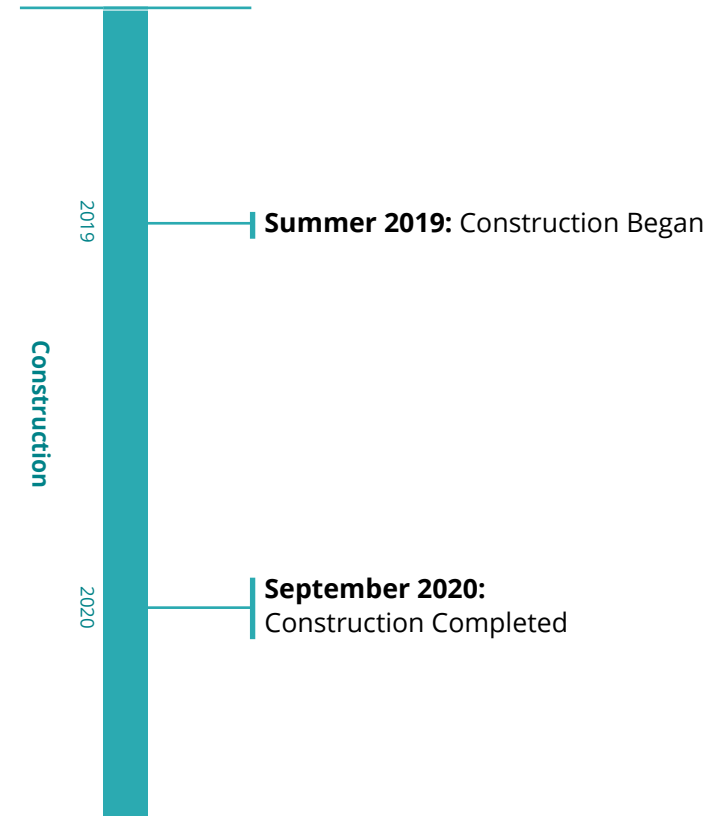 2019
Summer 2019: Construction Began
Construction
2020
September 2020:
Construction Completed